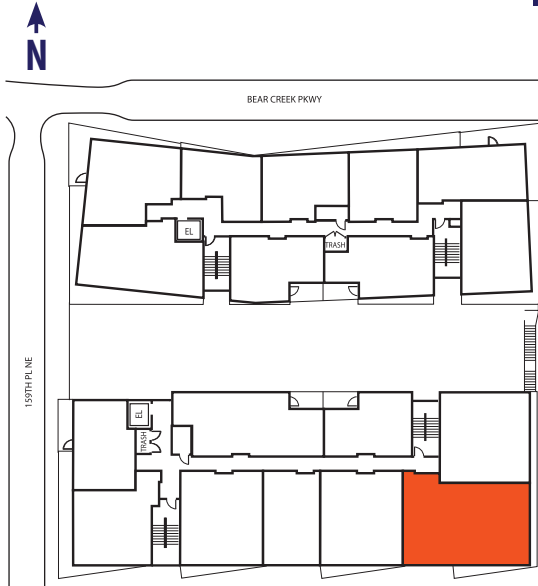 N
BEAR CREEK PKWY
EL
TRASH
159TH PL NE
EL
TRASH